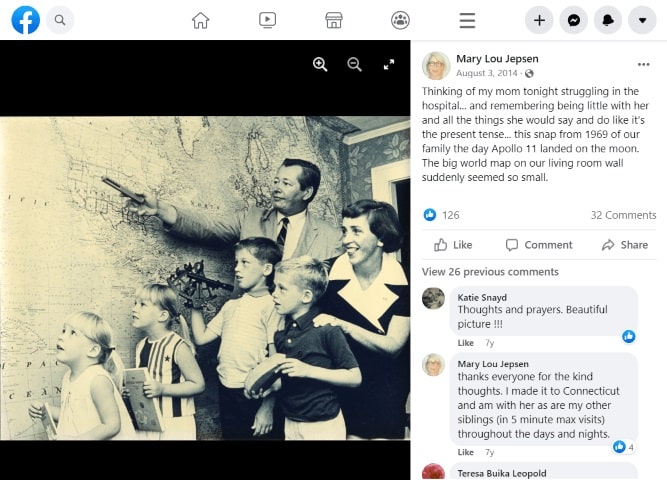 Mary Lou Jepsen
August 3, 2014 ·
Thinking of my mom tonight struggling in the
hospital... and remembering being little with her
and all the things she would say and do like it's
the present tense... this snap from 1969 of our
family the day Apollo 11 landed on the moon.
The big world map on our living room wall
suddenly seemed so small.
126
32 Comments
Like
Comment
Share
View 26 previous comments
Katie Snayd
Thoughts and prayers. Beautiful
picture !!!
Like 7y
Mary Lou Jepsen
thanks everyone for the kind
thoughts. I made it to Connecticut
and am with her as are my other
siblings (in 5 minute max visits)
throughout the days and nights.
4
Like 7y
Teresa Buika Leopold
I F I C
NORTH
P A C
OCEAN